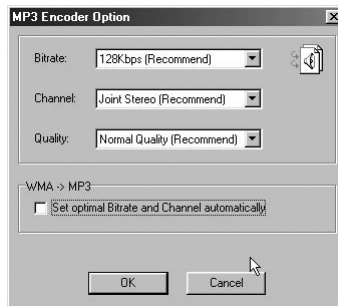 MP3 Encoder Option
Bitrate: 128Kbps (Recommend)
Channel: Joint Stereo (Recommend)
Quality: Normal Quality (Recommend)
WMA -> MP3
Set optimal Bitrate and Channel automatically
OK Cancel